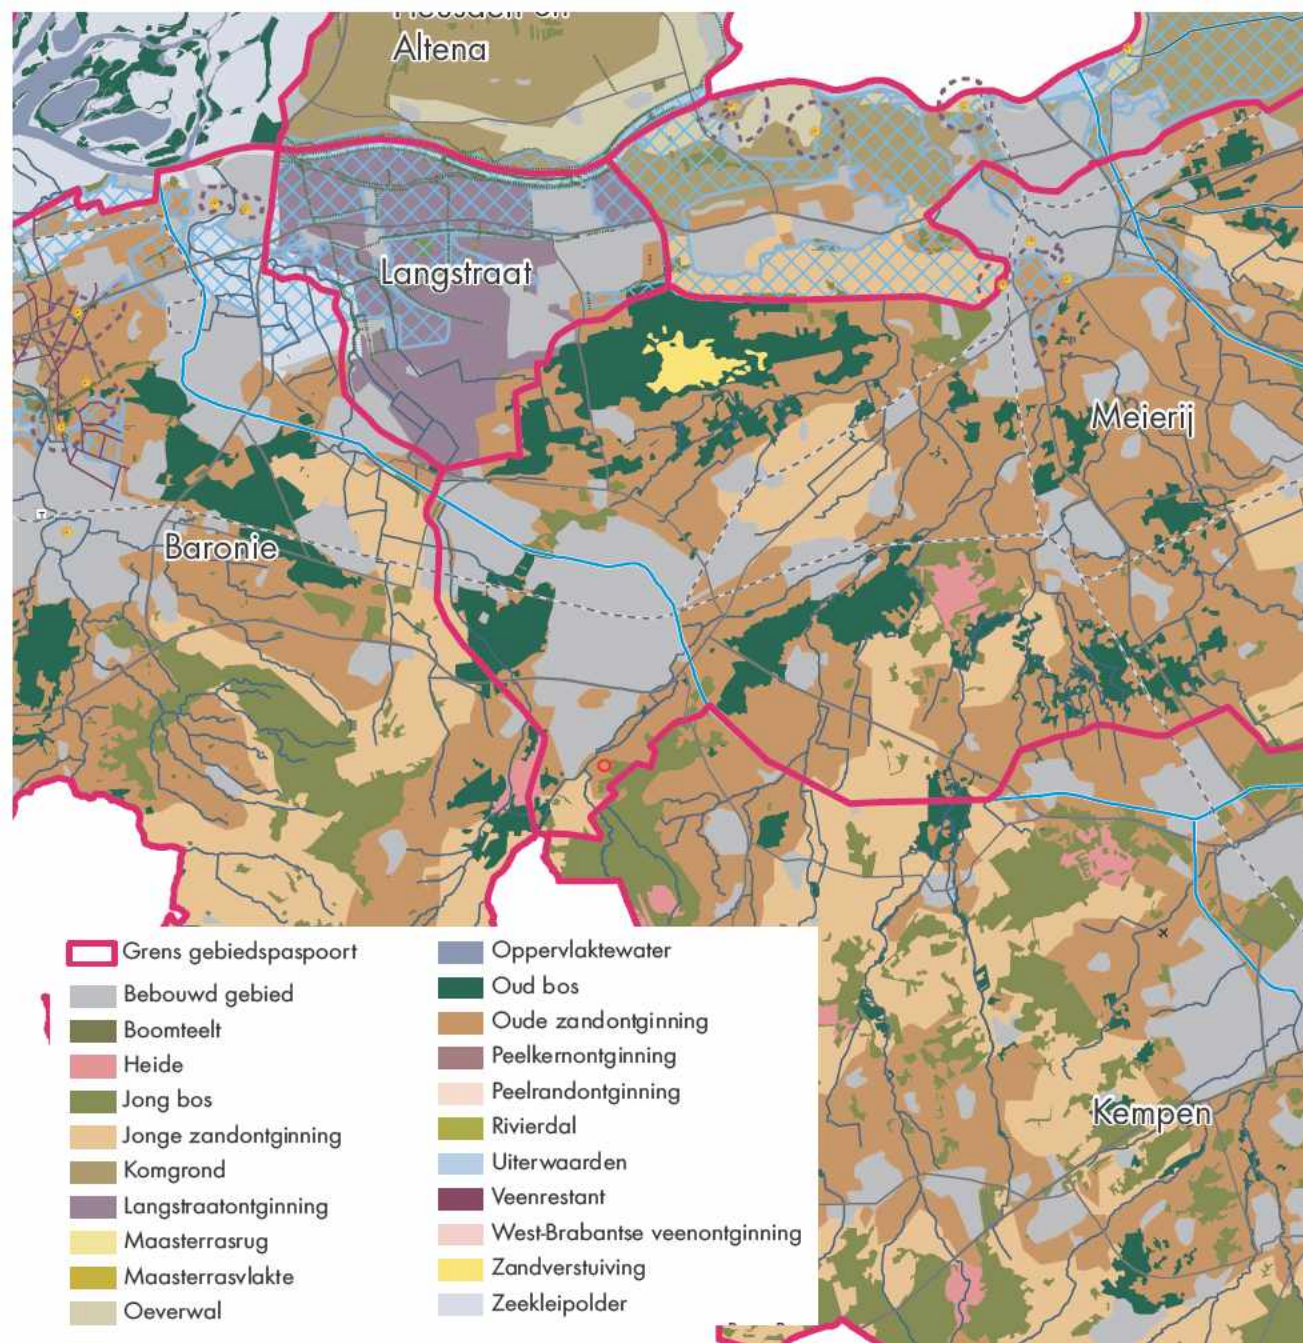 Altena
Langstraat
Meierij
Baronie
Kempen
Grens gebiedspaspoort
Bebouwd gebied
Boomteelt
Heide
Jong bos
Jonge zandontginning
Komgrond
Langstraatontginning
Maasterrasrug
Maasterrasvlakte
Oeverwal
Oppervlaktewater
Oud bos
Oude zandontginning
Peelkernontginning
Peelrandontginning
Rivierdal
Uiterwaarden
Veenrestant
West-Brabantse veenontginning
Zandverstuiving
Zeekleipolder